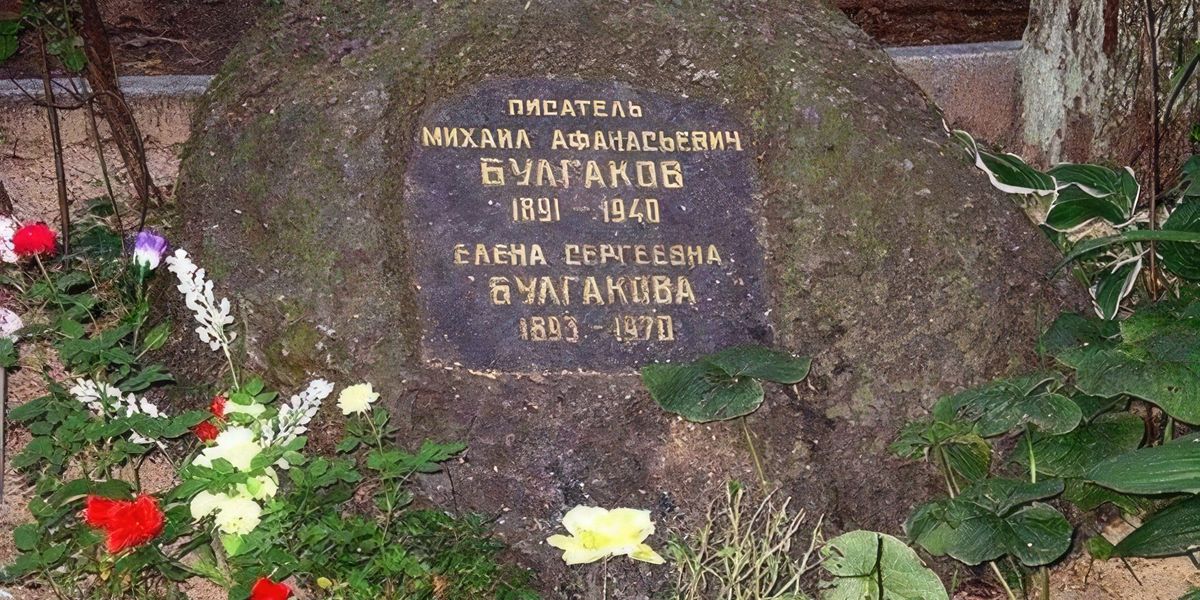 ПИСАТЕЛЬ
МИХАИЛ АФАНАСЬЕВИЧ
БУЛГАКОВ
1891 - 1940
ЕЛЕНА СЕРГЕЕВНА
БУЛГАКОВА
1893 - 1970